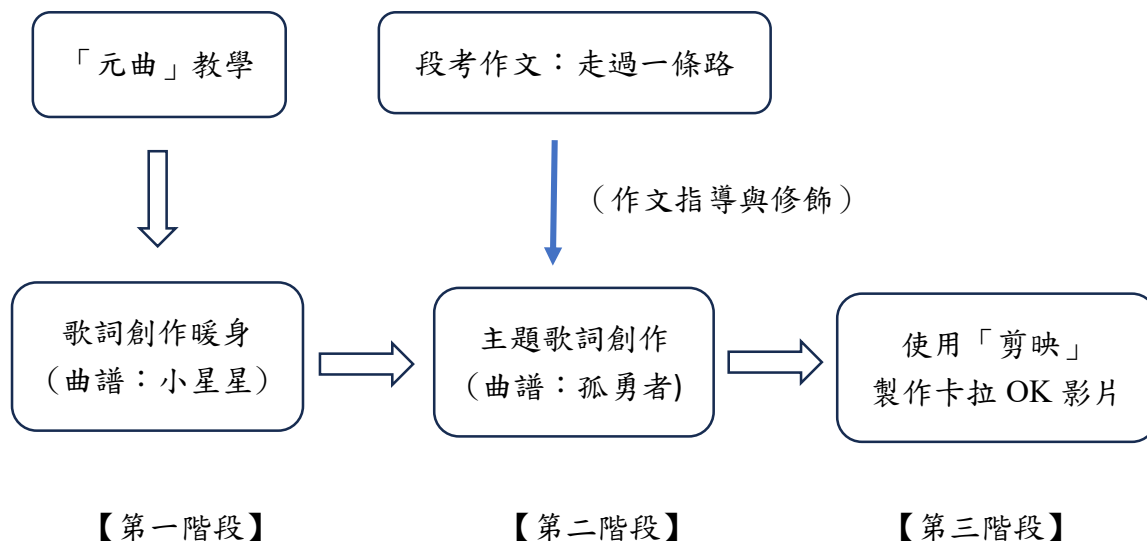 「元曲」教學
段考作文：走過一條路
（作文指導與修飾）
歌詞創作暖身
（曲譜：小星星）
主題歌詞創作
（曲譜：孤勇者)
使用「剪映」
製作卡拉 OK 影片
【第一階段】
【第二階段】
【第三階段】